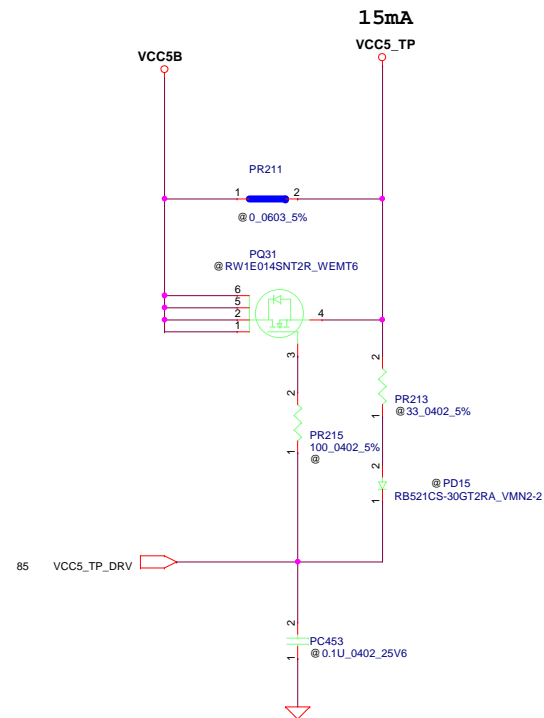 15mA
VCC5_TP
VCC5B
PR211
1 2
@0_0603_5%
PQ31
@RW1E014SNT2R_WEMT6
6
5
2
1
4
3
2
PR213
@33_0402_5%
1
2
PR215
100_0402_5%
@
1
2
@PD15
RB521CS-30GT2RA_VMN2-2
1
85 VCC5_TP_DRV
2
PC453
@0.1U_0402_25V6
1